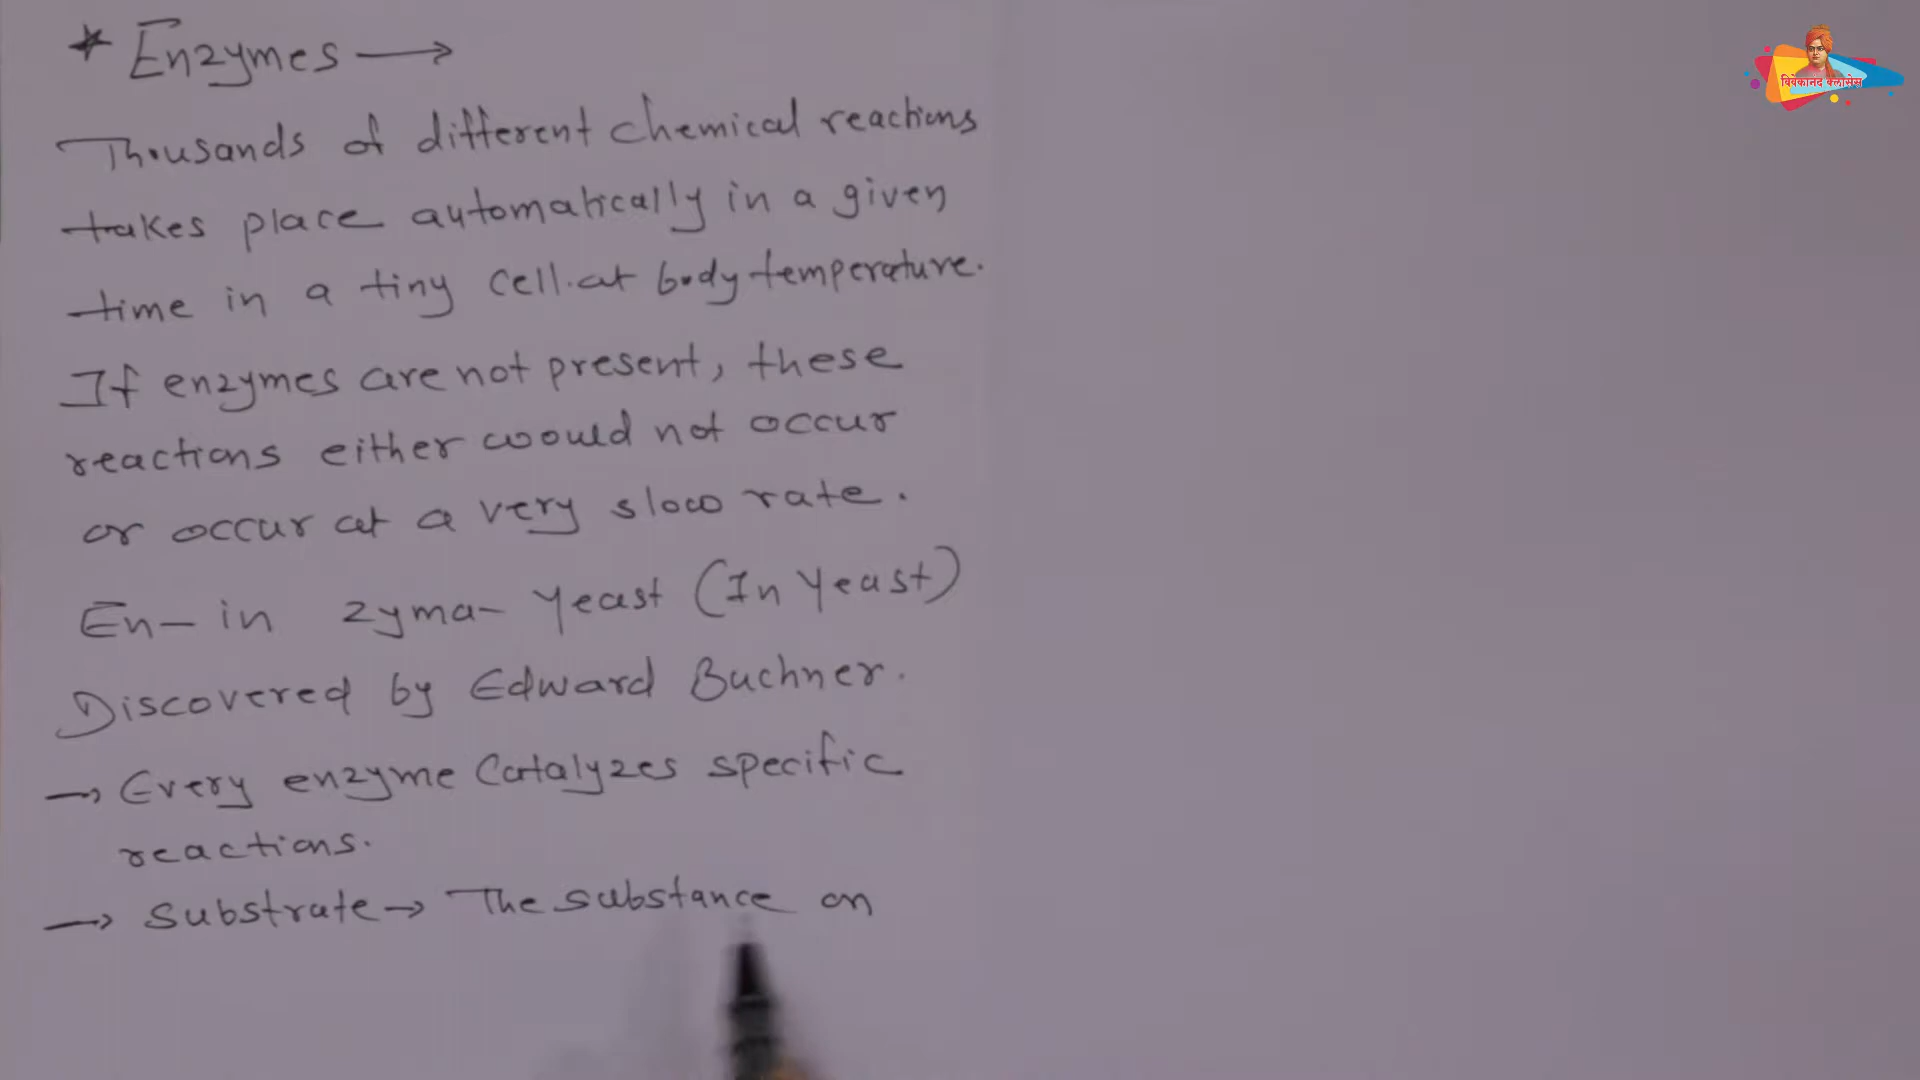 * Enzymes →
Thousands of different chemical reactions
takes place automatically in a given
time in a tiny cell.at body temperature.
If enzymes are not present, these
reactions either would not occur
or occur at a very slow rate.
En- in zyma- Yeast (In Yeast)
Discovered by Edward Buchner.
→ Every enzyme catalyzes specific
reactions.
→ Substrate → The substance on
विवेकानंद क्लासेस